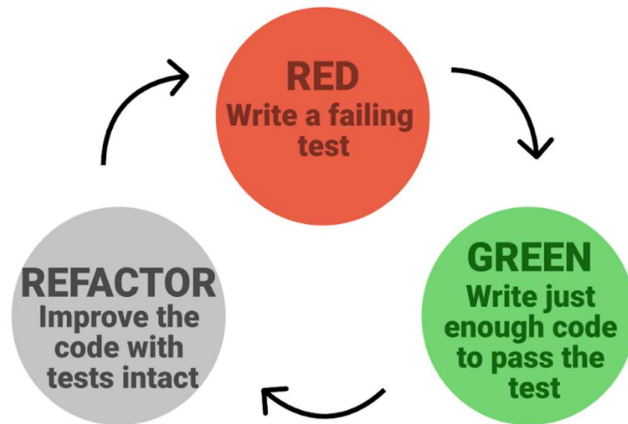 RED
Write a failing
test
GREEN
Write just
enough code
to pass the
test
REFACTOR
Improve the
code with
tests intact